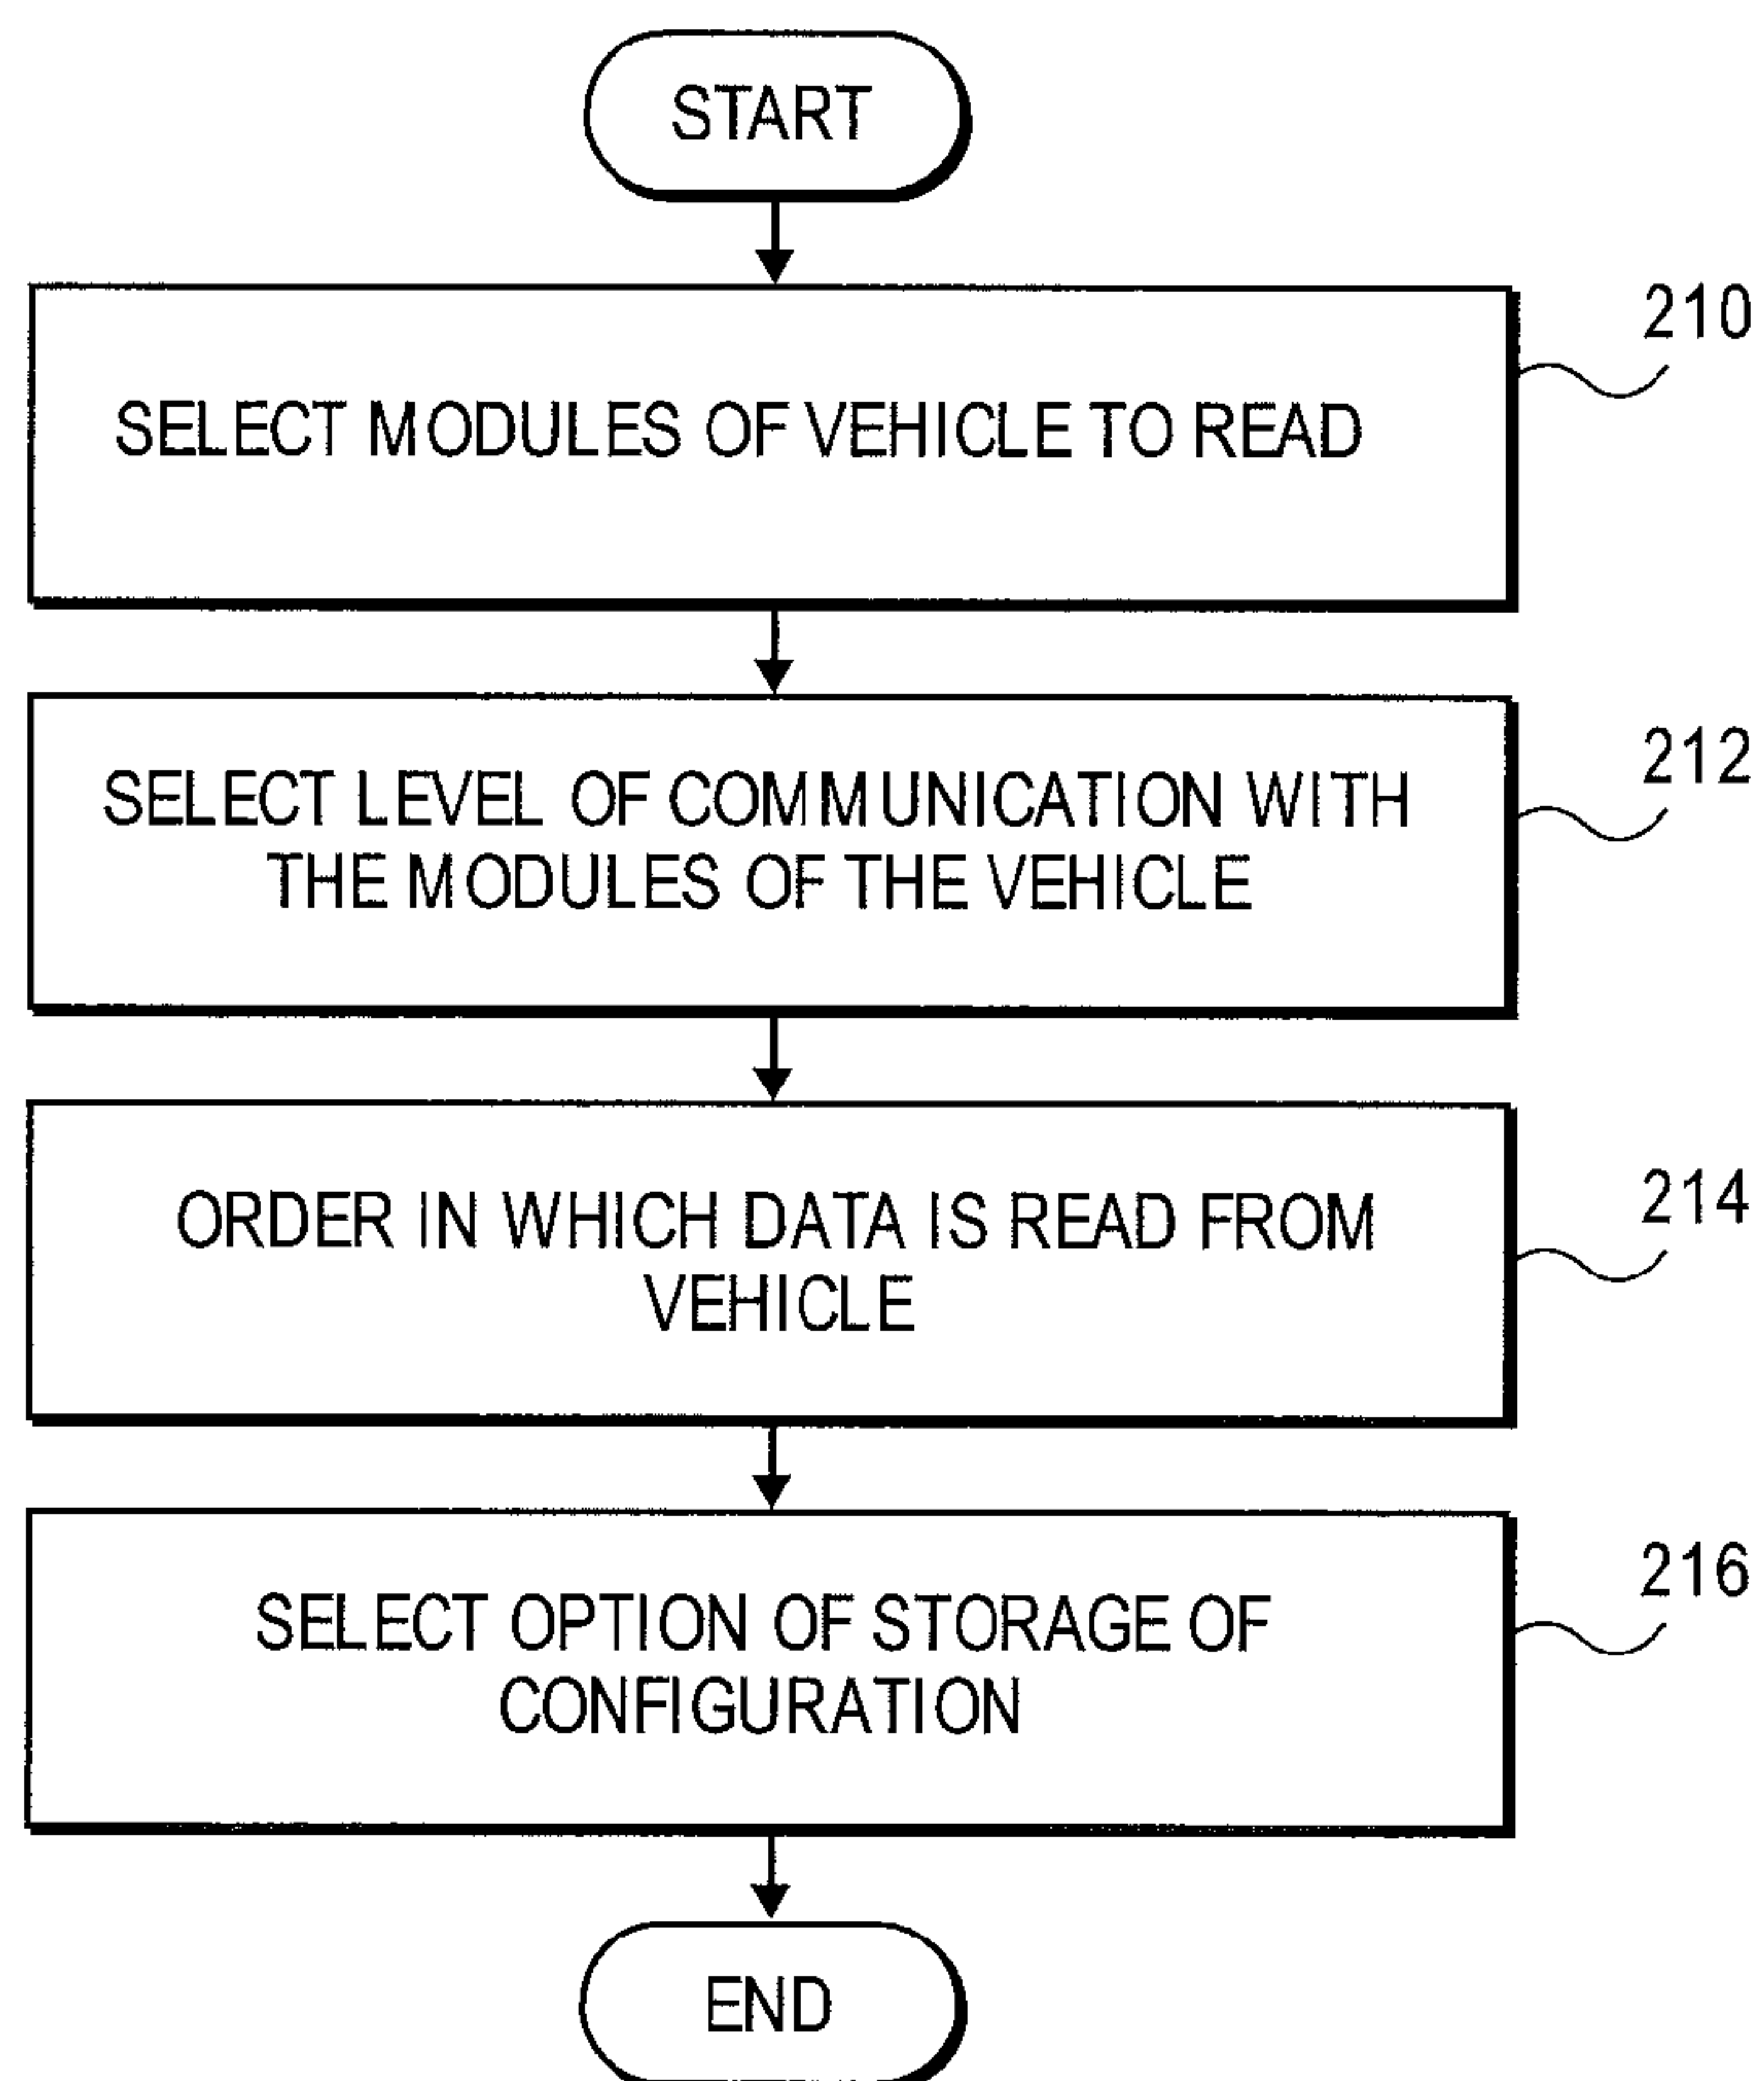 START
210
SELECT MODULES OF VEHICLE TO READ
212
SELECT LEVEL OF COMMUNICATION WITH
THE MODULES OF THE VEHICLE
214
ORDER IN WHICH DATA IS READ FROM
VEHICLE
216
SELECT OPTION OF STORAGE OF
CONFIGURATION
END